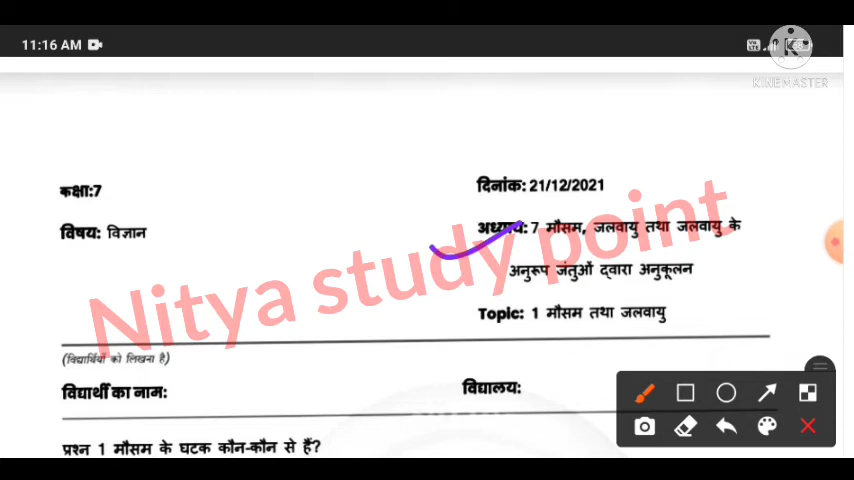 11:16 AM
KINEMASTER
कक्षा:7
दिनांक: 21/12/2021
विषय: विज्ञान
अध्याय: 7 मौसम, जलवायु तथा जलवायु के
अनुरूप जंतुओं द्वारा अनुकूलन
Nitya study point
Topic: 1 मौसम तथा जलवायु
(विद्यार्थियों को लिखना है)
विद्यार्थी का नाम:
विद्यालय:
प्रश्न 1 मौसम के घटक कौन-कौन से हैं?